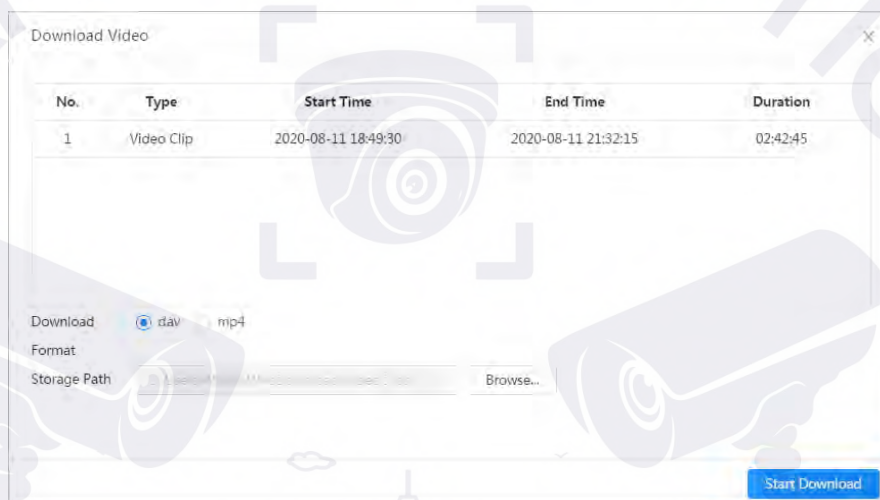 Download Video
No. Type Start Time End Time Duration
1 Video Clip 2020-08-11 18:49:30 2020-08-11 21:32:15 02:42:45
Download dav mp4
Format
Storage Path Browse...
Start Download